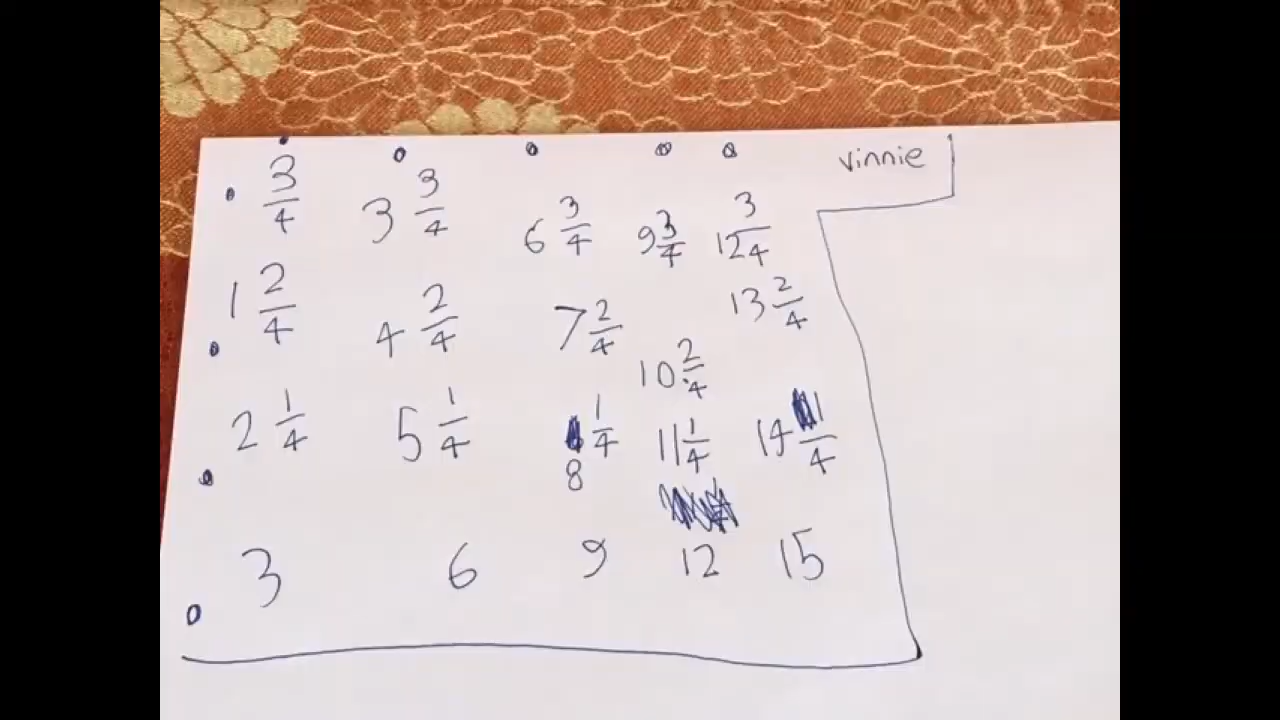 vinnie
3/4 3 3/4 6 3/4 9 3/4 12 3/4
1 2/4 4 2/4 7 2/4 10 2/4 13 2/4
2 1/4 5 1/4 8 1/4 11 1/4 14 1/4
3 6 9 12 15